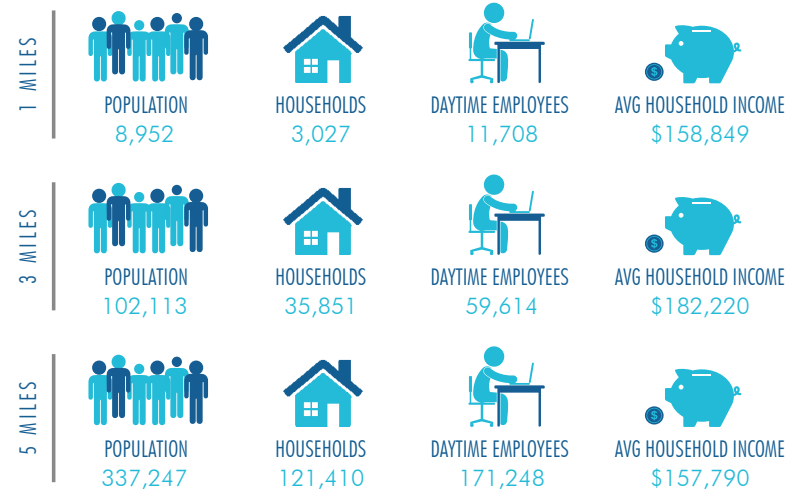 1 MILES
POPULATION
8,952
HOUSEHOLDS
3,027
DAYTIME EMPLOYEES
11,708
$
AVG HOUSEHOLD INCOME
$158,849
3 MILES
POPULATION
102,113
HOUSEHOLDS
35,851
DAYTIME EMPLOYEES
59,614
$
AVG HOUSEHOLD INCOME
$182,220
5 MILES
POPULATION
337,247
HOUSEHOLDS
121,410
DAYTIME EMPLOYEES
171,248
$
AVG HOUSEHOLD INCOME
$157,790